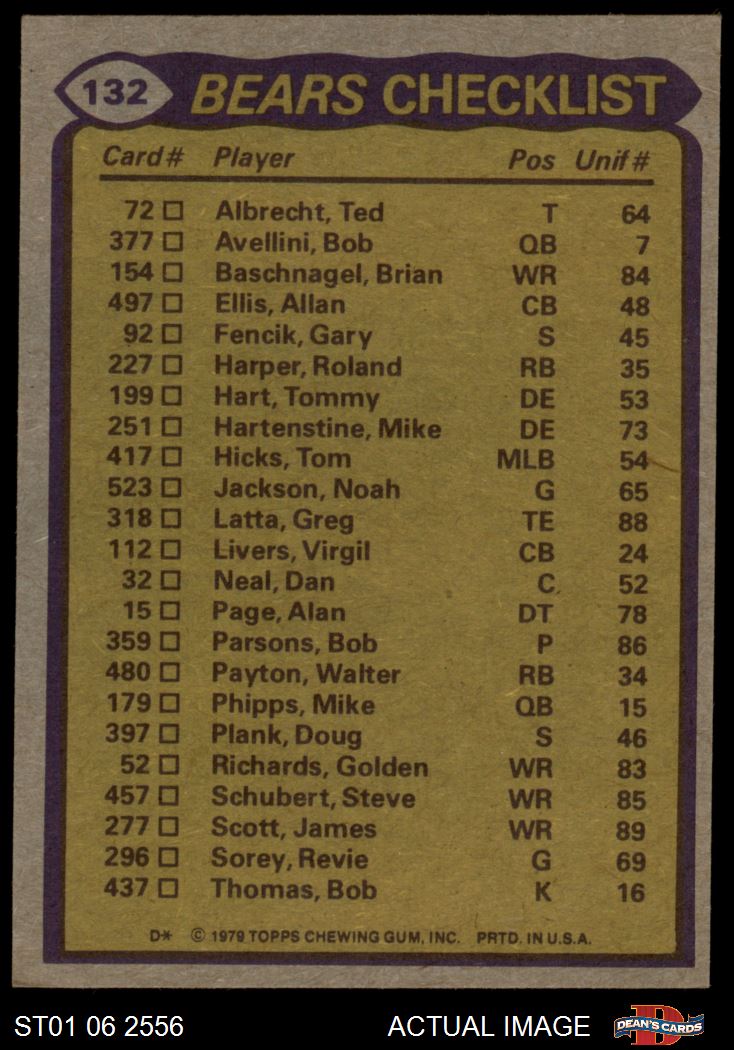 132 BEARS CHECKLIST
Card# Player Pos Unif#
72 Albrecht, Ted T 64
377 Avellini, Bob QB 7
154 Baschnagel, Brian WR 84
497 Ellis, Allan CB 48
92 Fencik, Gary S 45
227 Harper, Roland RB 35
199 Hart, Tommy DE 53
251 Hartenstine, Mike DE 73
417 Hicks, Tom MLB 54
523 Jackson, Noah G 65
318 Latta, Greg TE 88
112 Livers, Virgil CB 24
32 Neal, Dan C 52
15 Page, Alan DT 78
359 Parsons, Bob P 86
480 Payton, Walter RB 34
179 Phipps, Mike QB 15
397 Plank, Doug S 46
52 Richards, Golden WR 83
457 Schubert, Steve WR 85
277 Scott, James WR 89
296 Sorey, Revie G 69
437 Thomas, Bob K 16
D* © 1979 TOPPS CHEWING GUM, INC. PRTD. IN U.S.A.
ST01 06 2556 ACTUAL IMAGE D DEAN'S CARDS